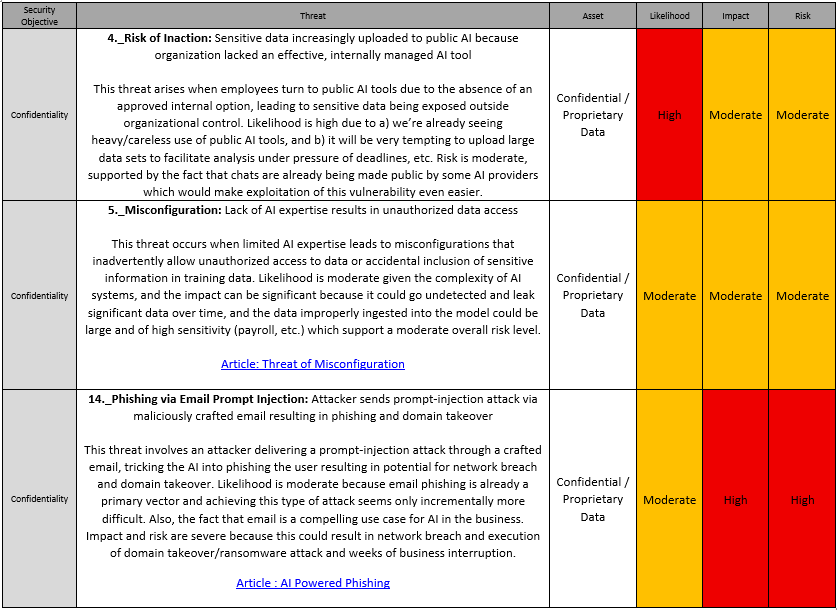 Security
Objective
Threat
Asset
Likelihood
Impact
Risk
Confidentiality
4._Risk of Inaction: Sensitive data increasingly uploaded to public AI because
organization lacked an effective, internally managed AI tool
This threat arises when employees turn to public AI tools due to the absence of an
approved internal option, leading to sensitive data being exposed outside
organizational control. Likelihood is high due to a) we're already seeing
heavy/careless use of public AI tools, and b) it will be very tempting to upload large
data sets to facilitate analysis under pressure of deadlines, etc. Risk is moderate,
supported by the fact that chats are already being made public by some AI providers
which would make exploitation of this vulnerability even easier.
Confidential /
Proprietary
Data
High
Moderate
Moderate
Confidentiality
5._Misconfiguration: Lack of AI expertise results in unauthorized data access
This threat occurs when limited AI expertise leads to misconfigurations that
inadvertently allow unauthorized access to data or accidental inclusion of sensitive
information in training data. Likelihood is moderate given the complexity of AI
systems, and the impact can be significant because it could go undetected and leak
significant data over time, and the data improperly ingested into the model could be
large and of high sensitivity (payroll, etc.) which support a moderate overall risk level.
Article: Threat of Misconfiguration
Confidential /
Proprietary
Data
Moderate
Moderate
Moderate
Confidentiality
14._Phishing via Email Prompt Injection: Attacker sends prompt-injection attack via
maliciously crafted email resulting in phishing and domain takeover
This threat involves an attacker delivering a prompt-injection attack through a crafted
email, tricking the AI into phishing the user resulting in potential for network breach
and domain takeover. Likelihood is moderate because email phishing is already a
primary vector and achieving this type of attack seems only incrementally more
difficult. Also, the fact that email is a compelling use case for AI in the business.
Impact and risk are severe because this could result in network breach and execution
of domain takeover/ransomware attack and weeks of business interruption.
Article : AI Powered Phishing
Confidential /
Proprietary
Data
Moderate
High
High